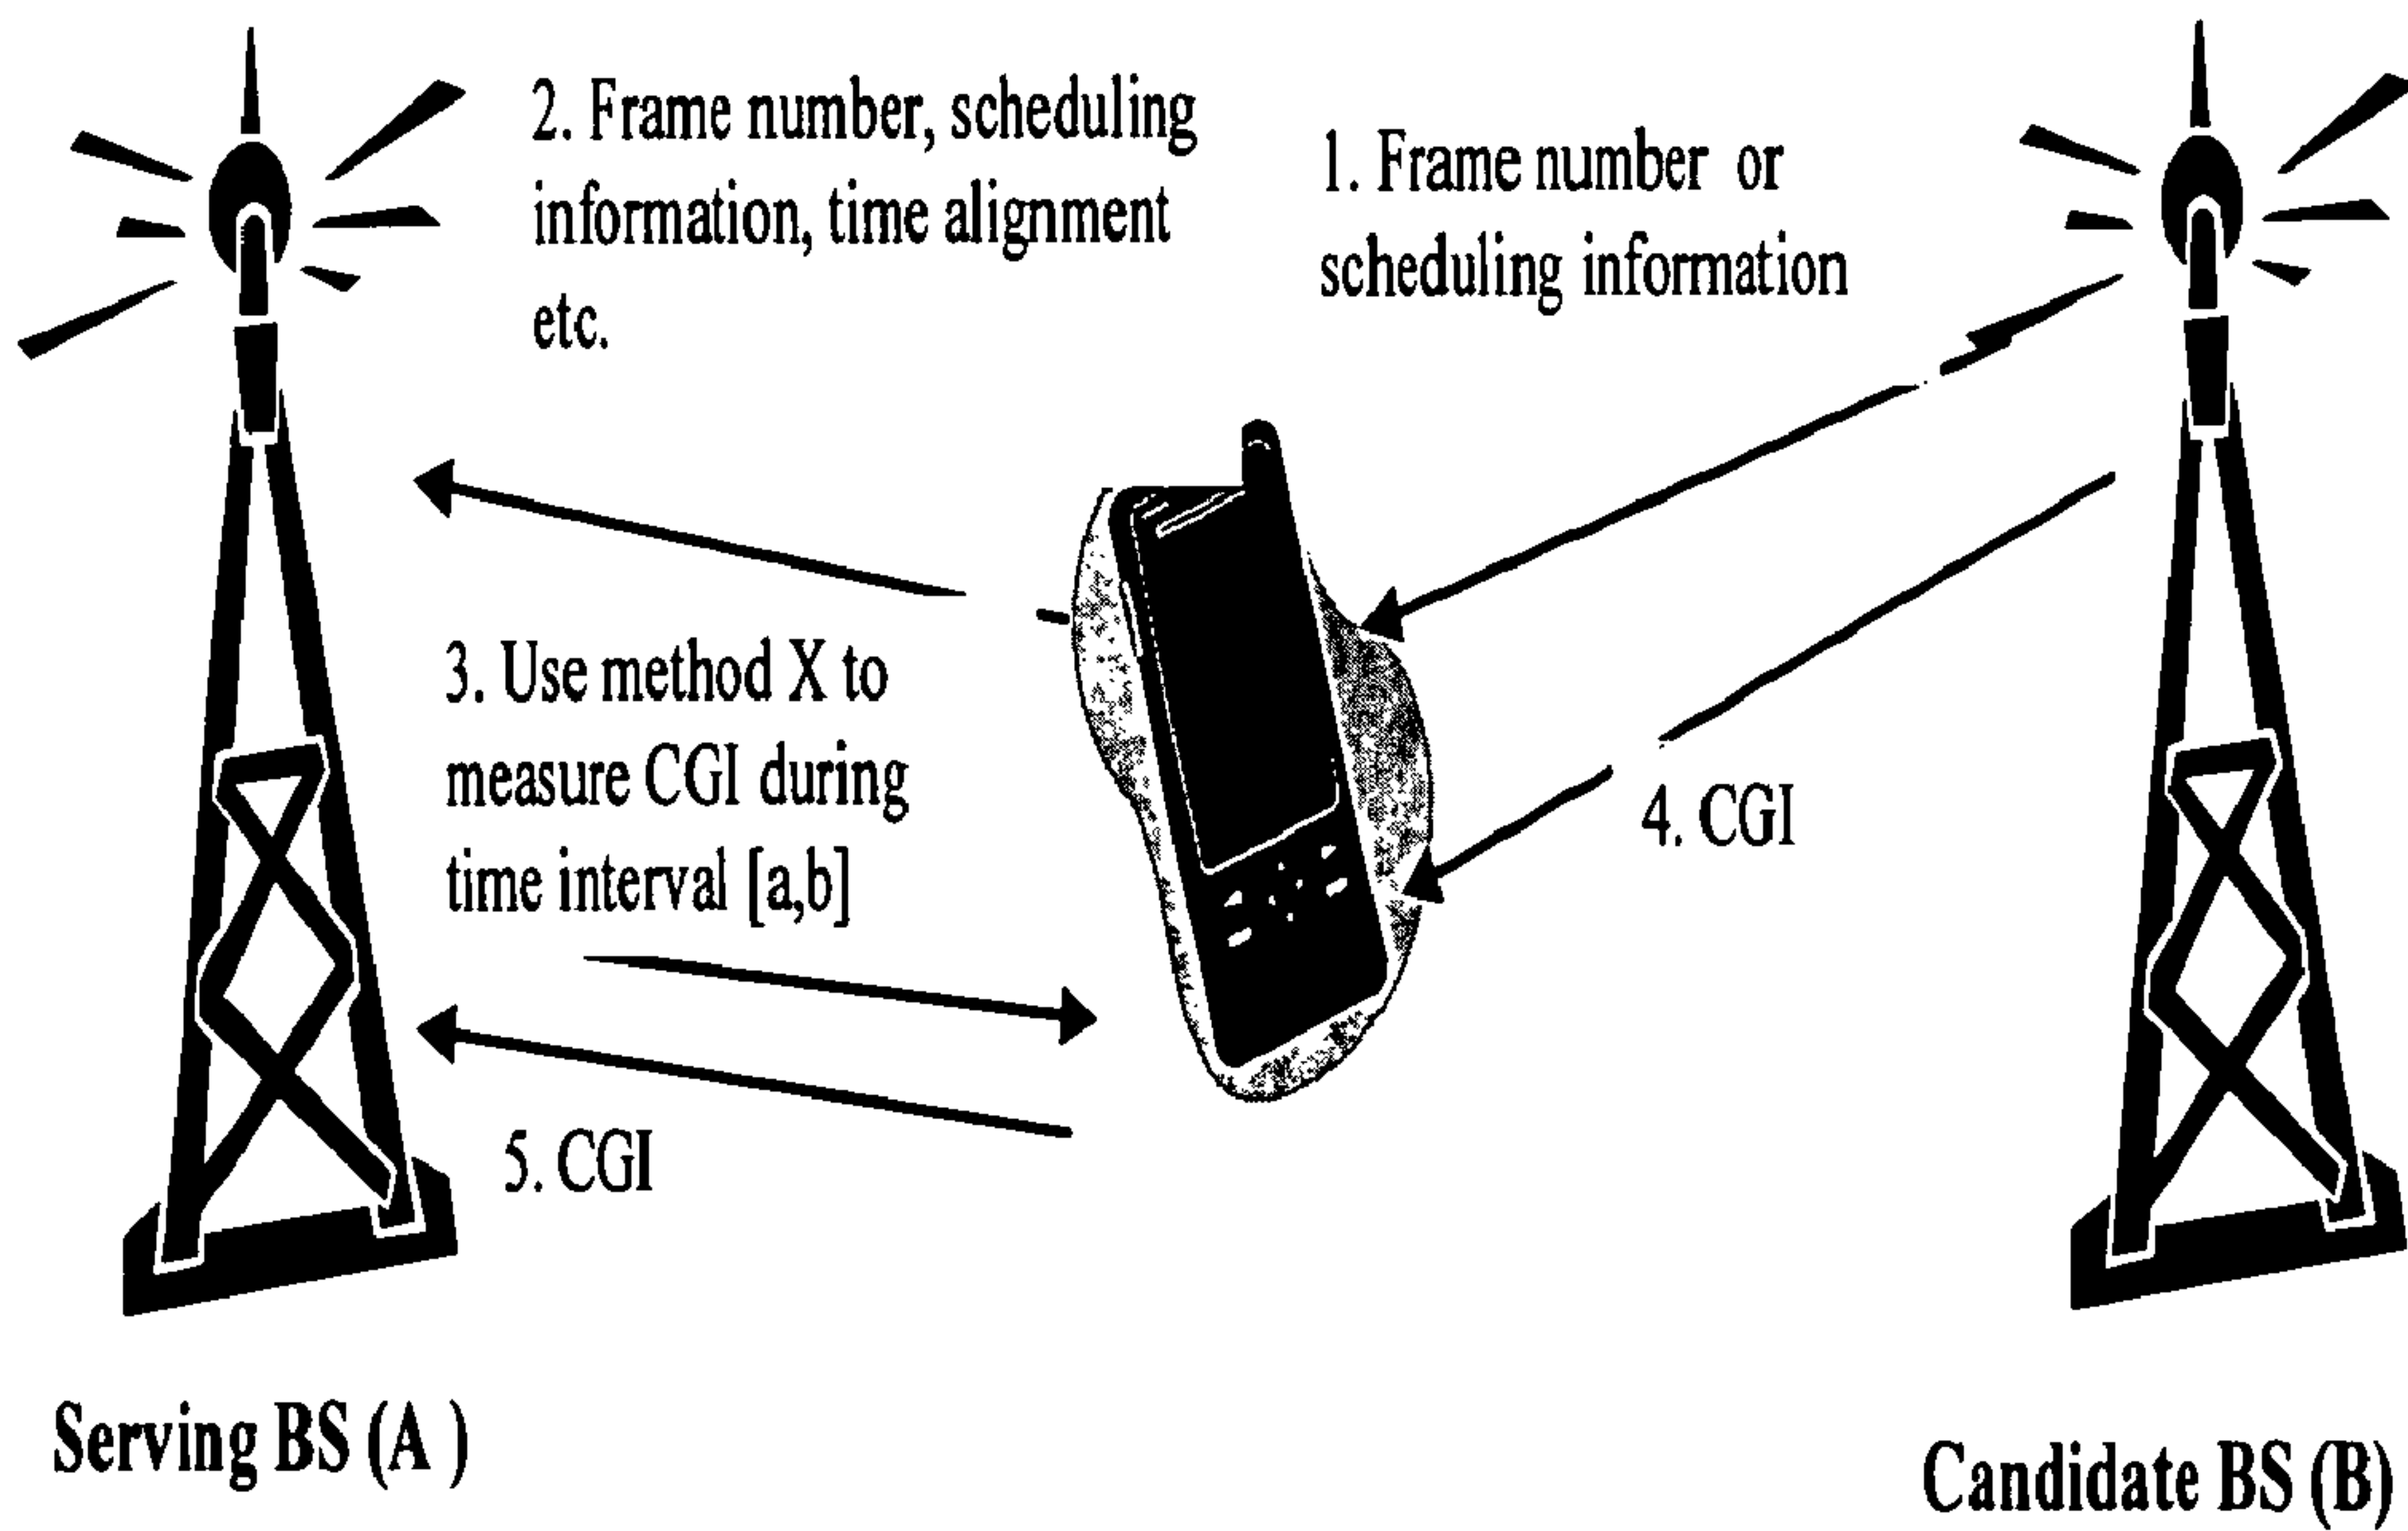 2. Frame number, scheduling
information, time alignment
etc.
1. Frame number or
scheduling information
3. Use method X to
measure CGI during
time interval [a,b]
4. CGI
5. CGI
Serving BS (A )
Candidate BS (B)